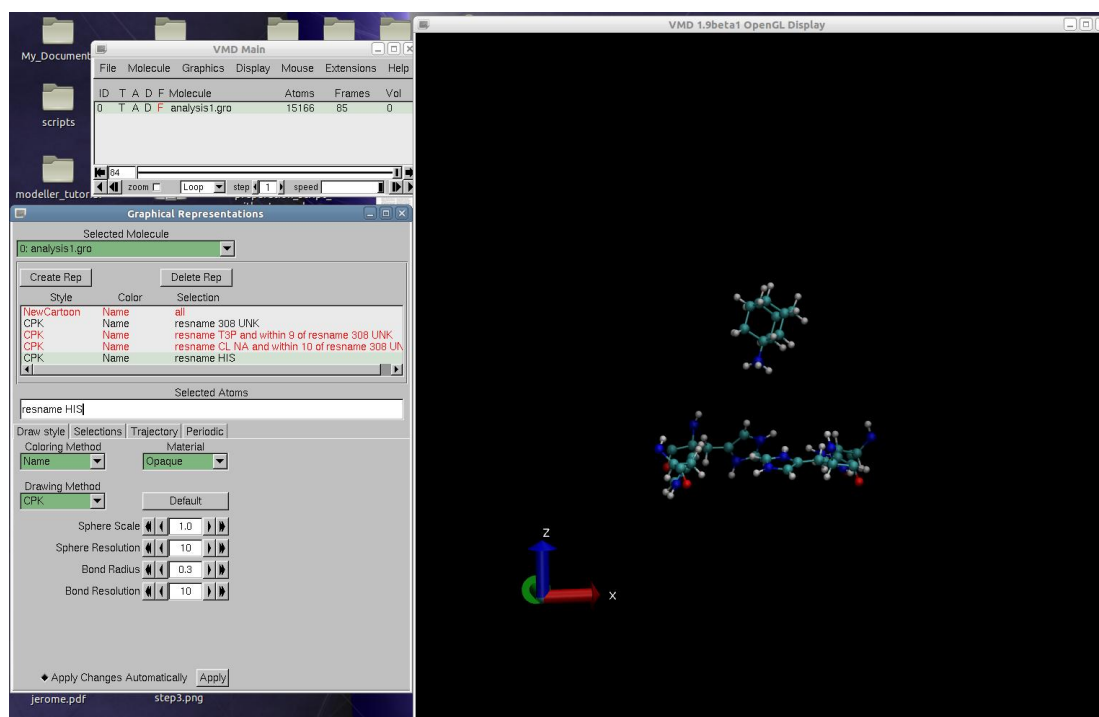 My_Document
scripts
modeller_tutor
VMD Main
File Molecule Graphics Display Mouse Extensions Help
ID T A D F Molecule Atoms Frames Vol
0 T A D F analysis1.gro 15166 85 0
84
zoom Loop step 1 speed
Graphical Representations
Selected Molecule
0: analysis1.gro
Create Rep Delete Rep
Style Color Selection
NewCartoon Name all
CPK Name resname 308 UNK
CPK Name resname T3P and within 9 of resname 308 UNK
CPK Name resname CL NA and within 10 of resname 308 UN
CPK Name resname HIS
Selected Atoms
resname HIS
Draw style Selections Trajectory Periodic
Coloring Method Material
Name Opaque
Drawing Method
CPK Default
Sphere Scale 1.0
Sphere Resolution 10
Bond Radius 0.3
Bond Resolution 10
Apply Changes Automatically Apply
jerome.pdf step3.png
VMD 1.9beta1 OpenGL Display
Z
X